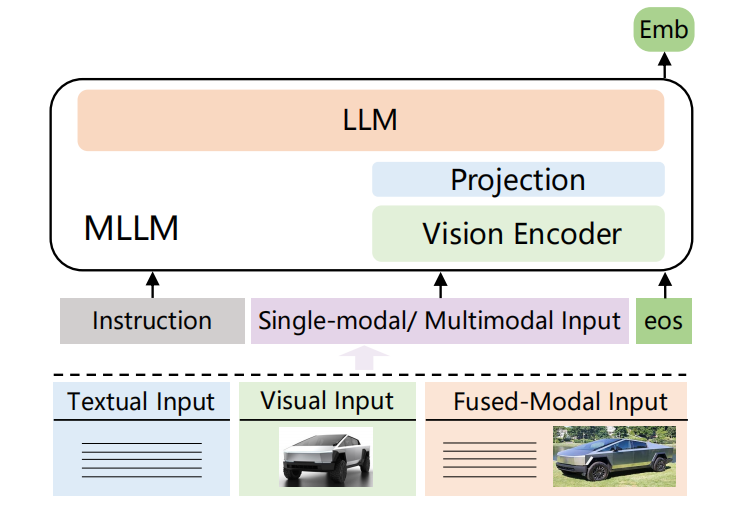 Emb
LLM
Projection
MLLM
Vision Encoder
Instruction
Single-modal/ Multimodal Input
eos
Textual Input
Visual Input
Fused-Modal Input